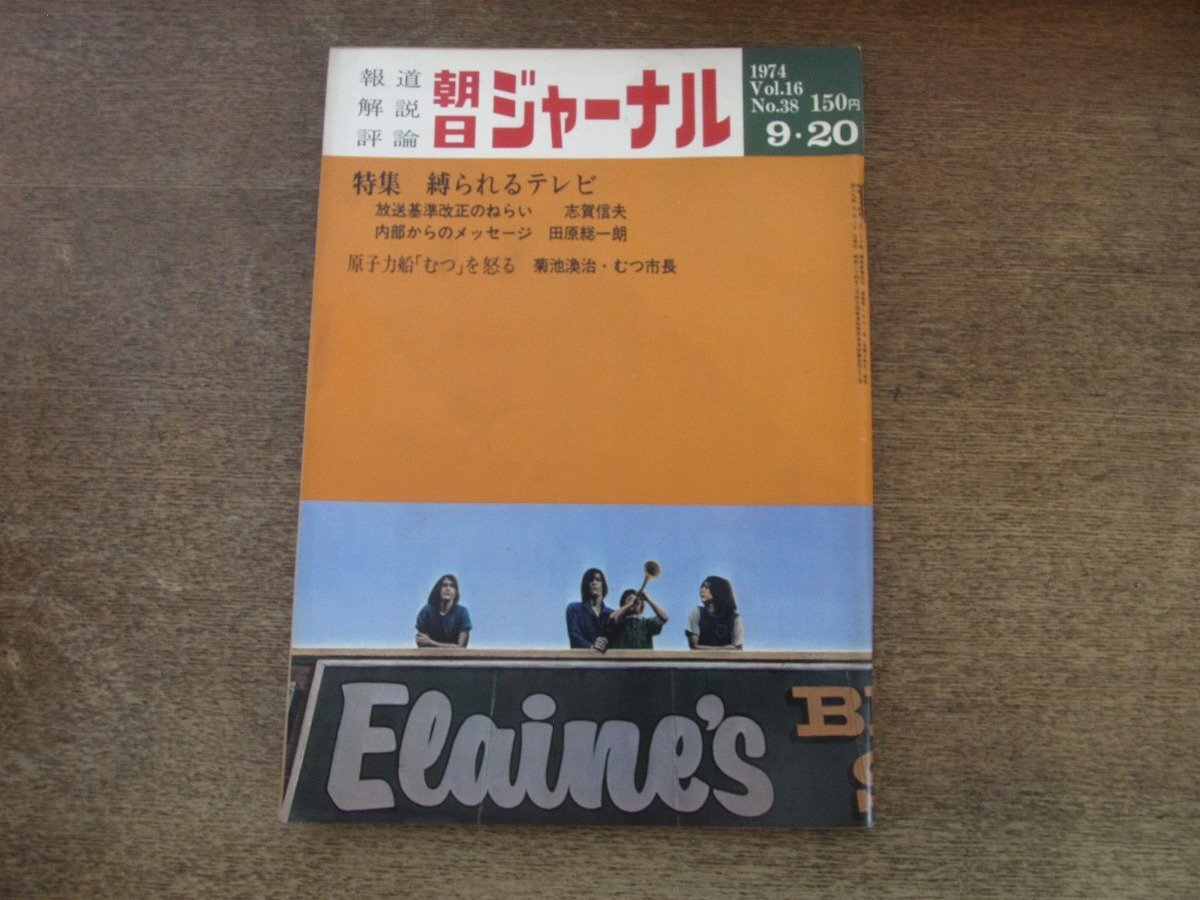 報道
解説
評論
朝日ジャーナル
1974
Vol.16
No.38 150円
9・20
特集 縛られるテレビ
放送基準改正のねらい 志賀信夫
内部からのメッセージ 田原総一朗
原子力船「むつ」を怒る 菊池渙治・むつ市長
Elaine's
B
S